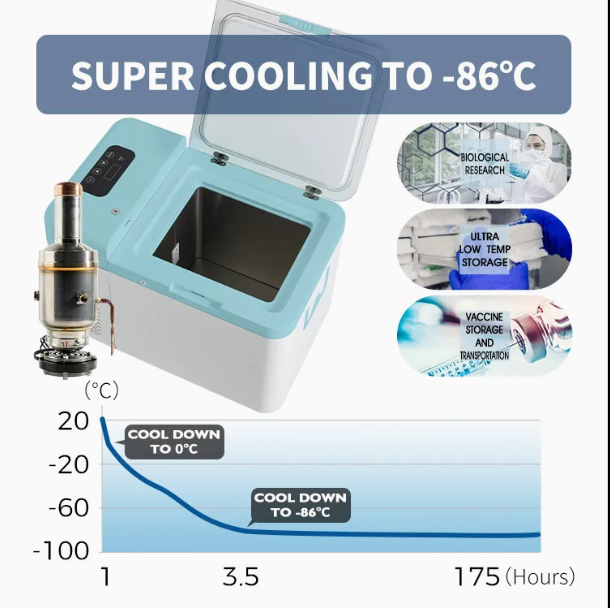 SUPER COOLING TO -86°C
BIOLOGICAL
RESEARCH
ULTRA
LOW TEMP
STORAGE
VACCINE
STORAGE
AND
TRANSPORTATION
(°C)
20
-20
-60
-100
COOL DOWN
TO 0°C
COOL DOWN
TO -86°C
1
3.5
175 (Hours)